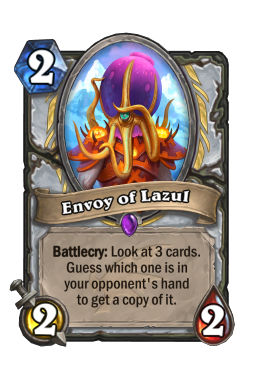 2
Envoy of Lazul
Battlecry: Look at 3 cards.
Guess which one is in
your opponent's hand
to get a copy of it.
2
2